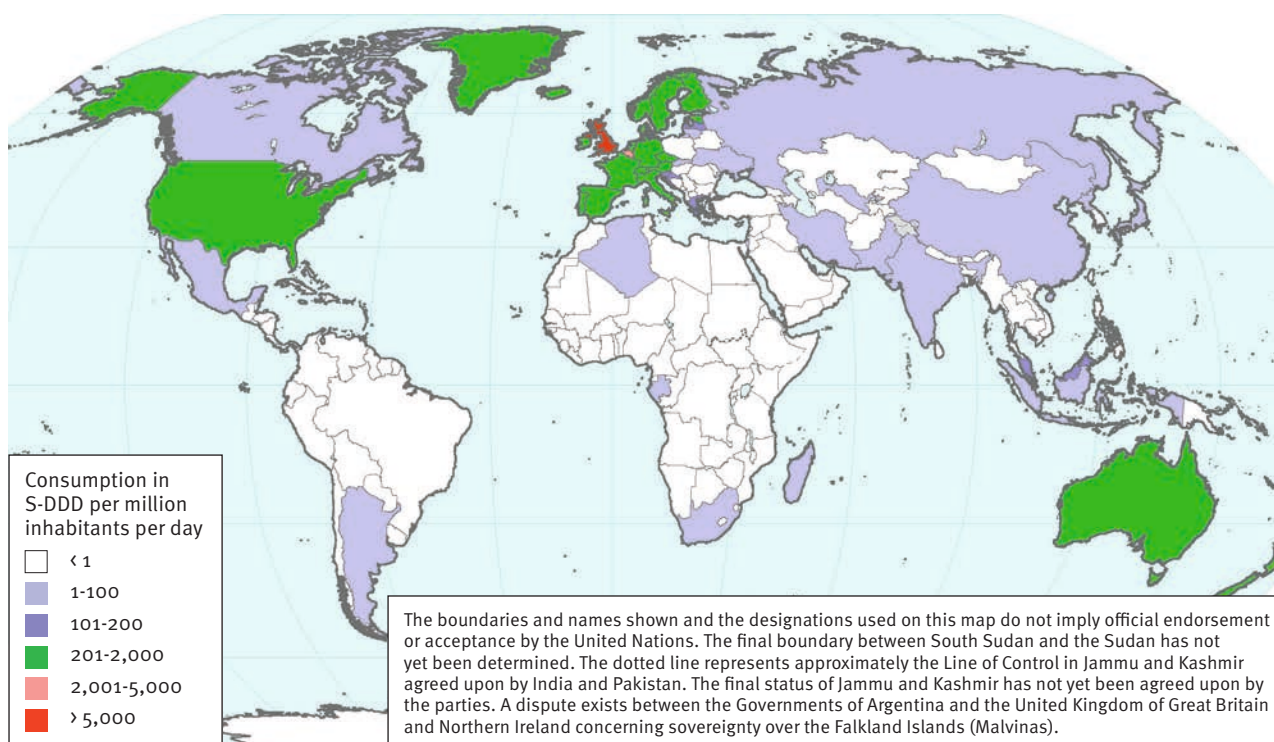 Consumption in
S-DDD per million
inhabitants per day
‹ 1
1-100
101-200
201-2,000
2,001-5,000
› 5,000
The boundaries and names shown and the designations used on this map do not imply official endorsement
or acceptance by the United Nations. The final boundary between South Sudan and the Sudan has not
yet been determined. The dotted line represents approximately the Line of Control in Jammu and Kashmir
agreed upon by India and Pakistan. The final status of Jammu and Kashmir has not yet been agreed upon by
the parties. A dispute exists between the Governments of Argentina and the United Kingdom of Great Britain
and Northern Ireland concerning sovereignty over the Falkland Islands (Malvinas).